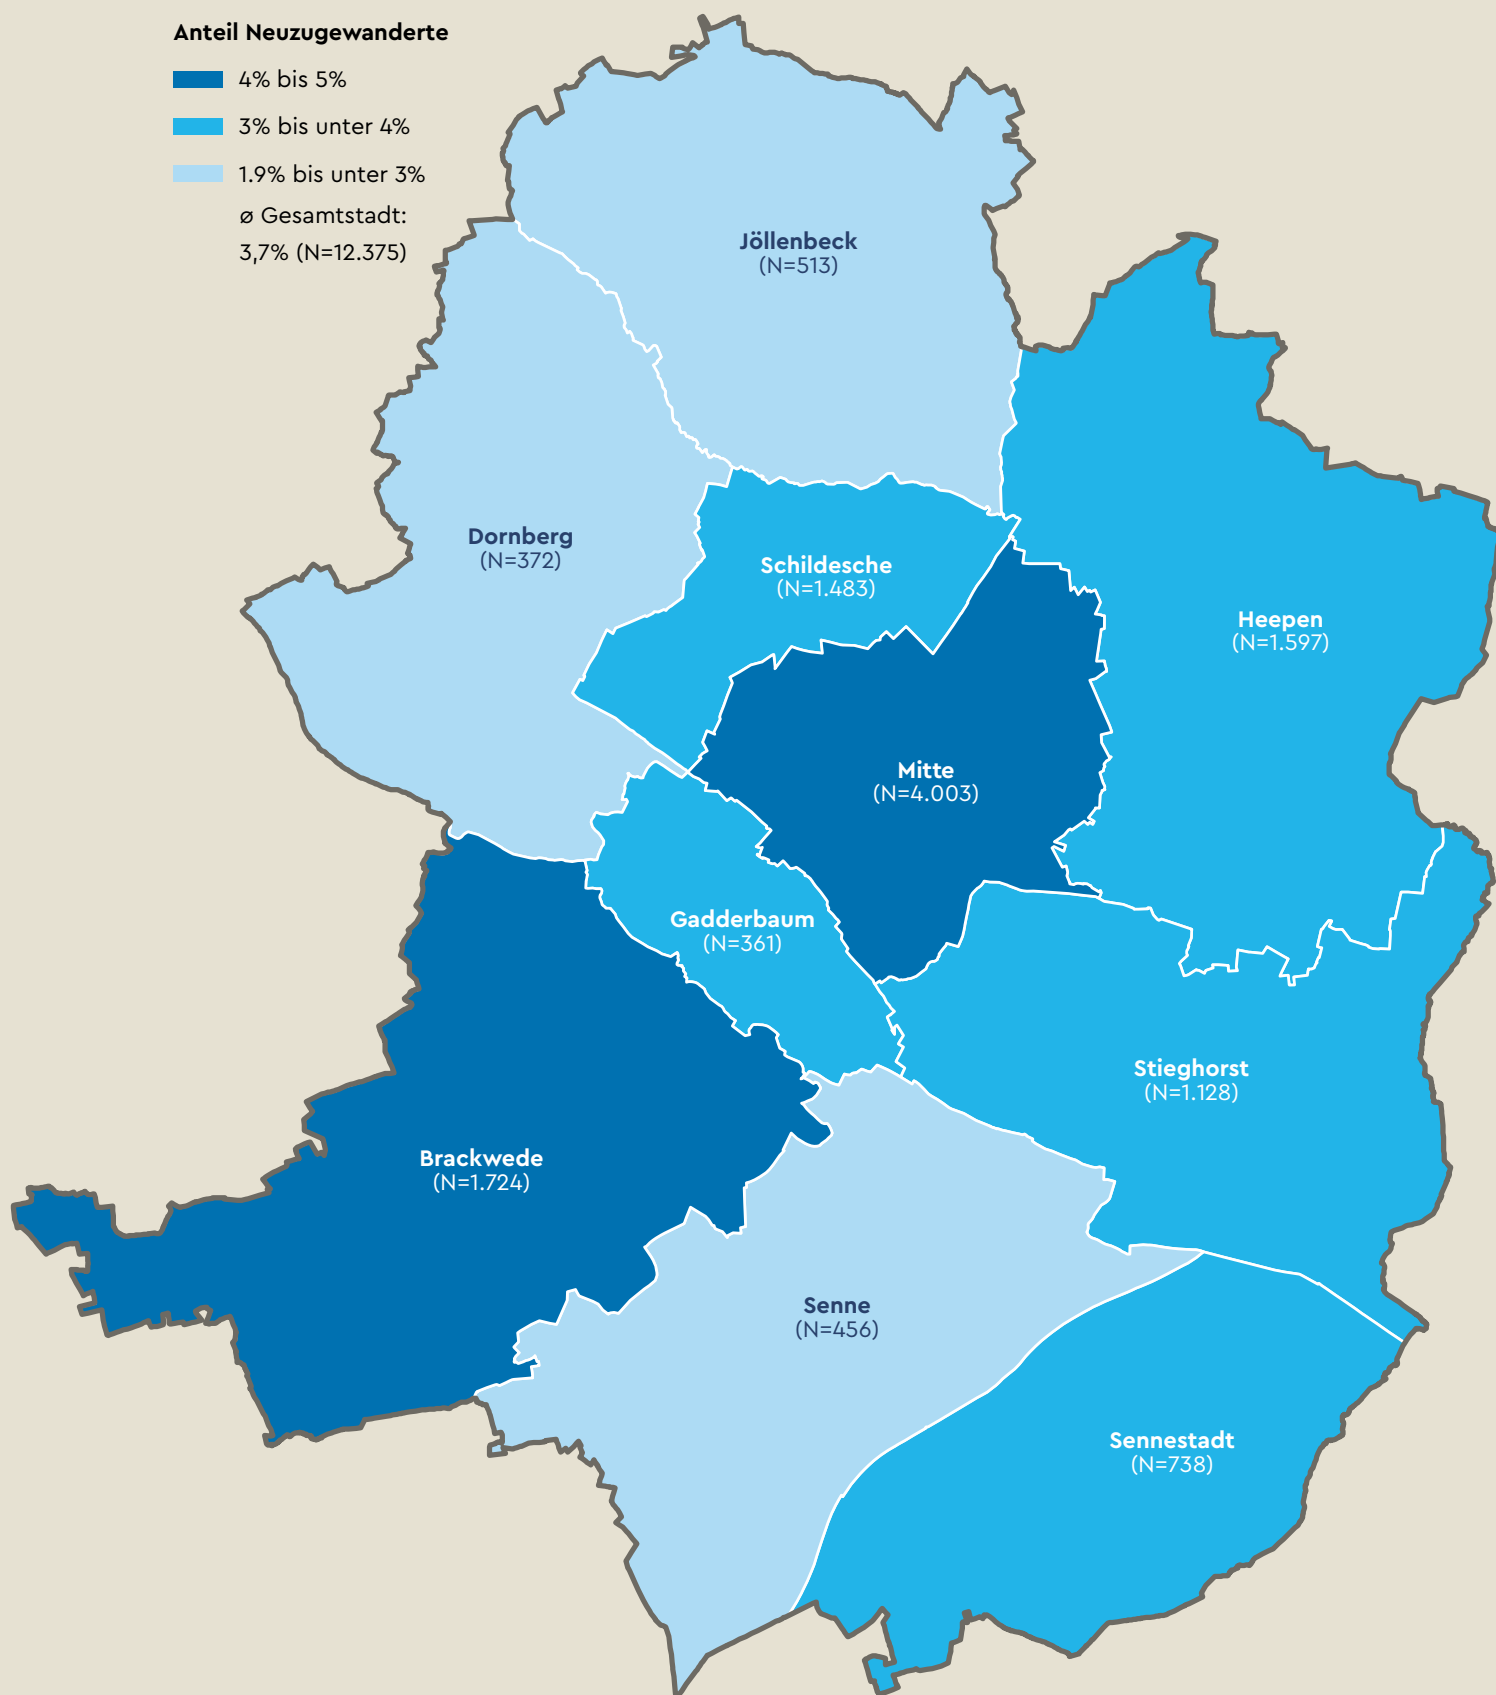 Anteil Neuzugewanderte
4% bis 5%
3% bis unter 4%
1.9% bis unter 3%
ø Gesamtstadt:
3,7% (N=12.375)
Jöllenbeck
(N=513)
Dornberg
(N=372)
Schildesche
(N=1.483)
Heepen
(N=1.597)
Mitte
(N=4.003)
Gadderbaum
(N=361)
Stieghorst
(N=1.128)
Brackwede
(N=1.724)
Senne
(N=456)
Sennestadt
(N=738)